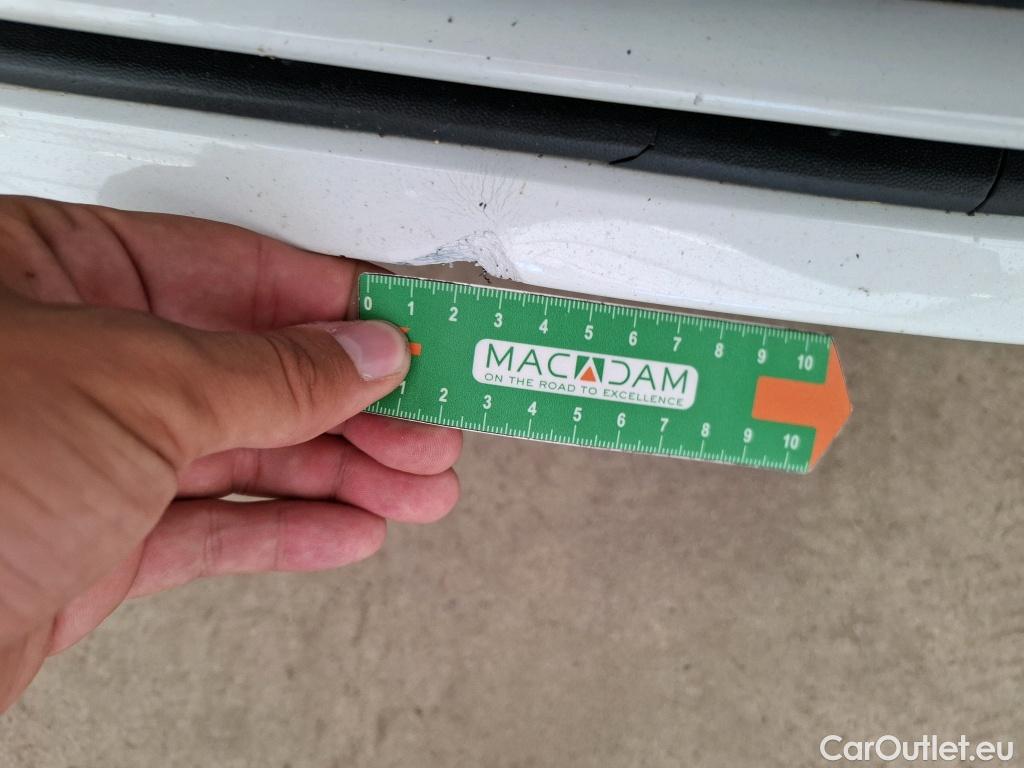 0 1 2 3 4 5 6 7 8 9 10
MACADAM
ON THE ROAD TO EXCELLENCE
1 2 3 4 5 6 7 8 9 10
CarOutlet.eu